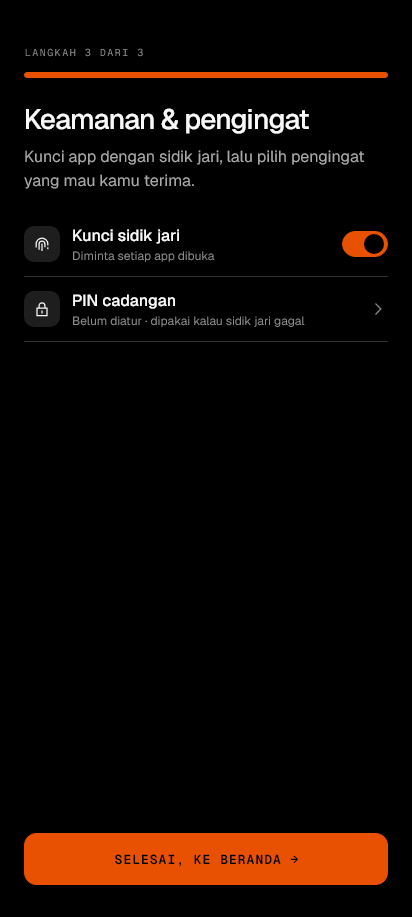 LANGKAH 3 DARI 3
Keamanan & pengingat
Kunci app dengan sidik jari, lalu pilih pengingat
yang mau kamu terima.
Kunci sidik jari
Diminta setiap app dibuka
PIN cadangan
Belum diatur · dipakai kalau sidik jari gagal
SELESAI, KE BERANDA →